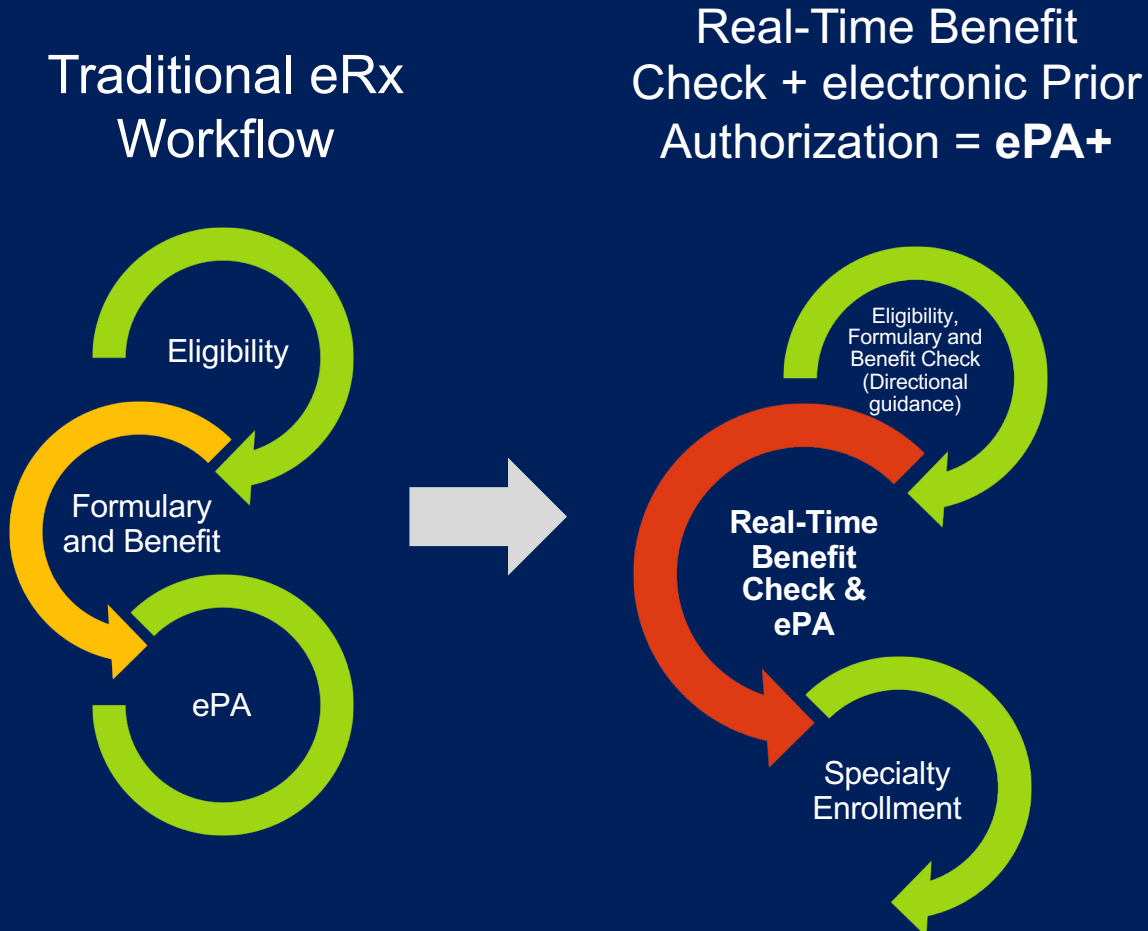 Traditional eRx
Workflow
Eligibility
Formulary
and Benefit
ePA
Real-Time Benefit
Check + electronic Prior
Authorization = ePA+
Eligibility,
Formulary and
Benefit Check
(Directional
guidance)
Real-Time
Benefit
Check &
ePA
Specialty
Enrollment